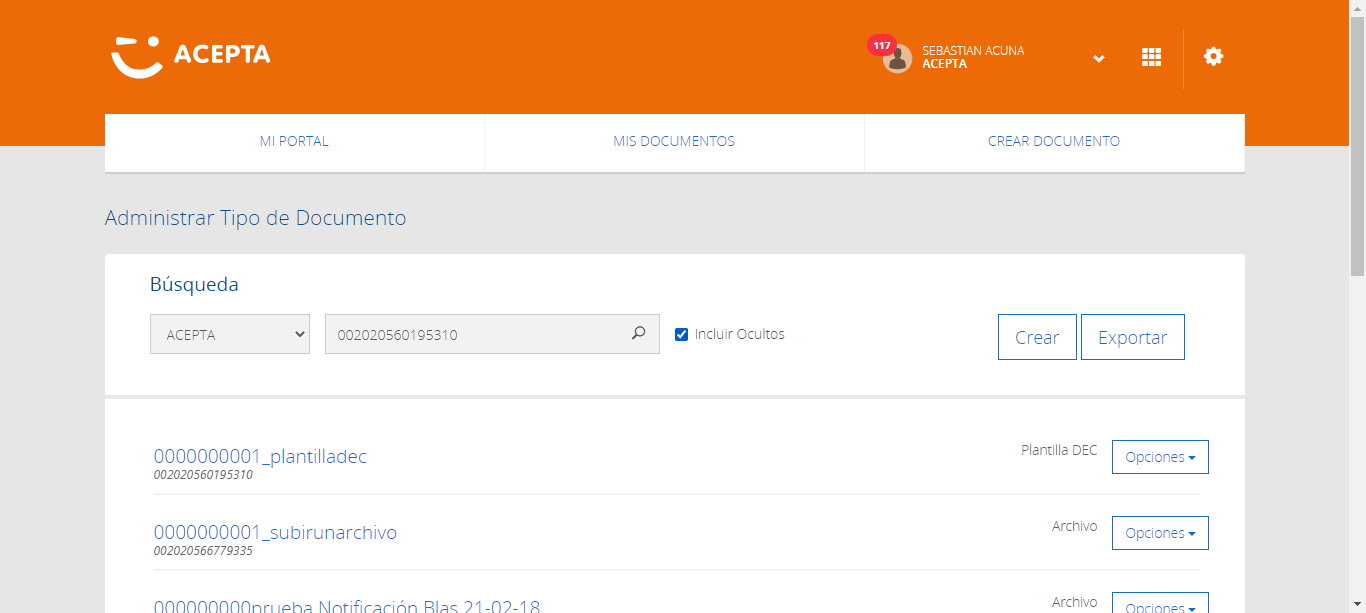 ACEPTA
117
SEBASTIAN ACUNA
ACEPTA
MI PORTAL
MIS DOCUMENTOS
CREAR DOCUMENTO
Administrar Tipo de Documento
Búsqueda
ACEPTA
002020560195310
Incluir Ocultos
Crear
Exportar
0000000001_plantilladec
002020560195310
Plantilla DEC
Opciones
0000000001_subirunarchivo
002020566779335
Archivo
Opciones
000000000prueba Notificación Blas 21-02-18
Archivo
Opciones